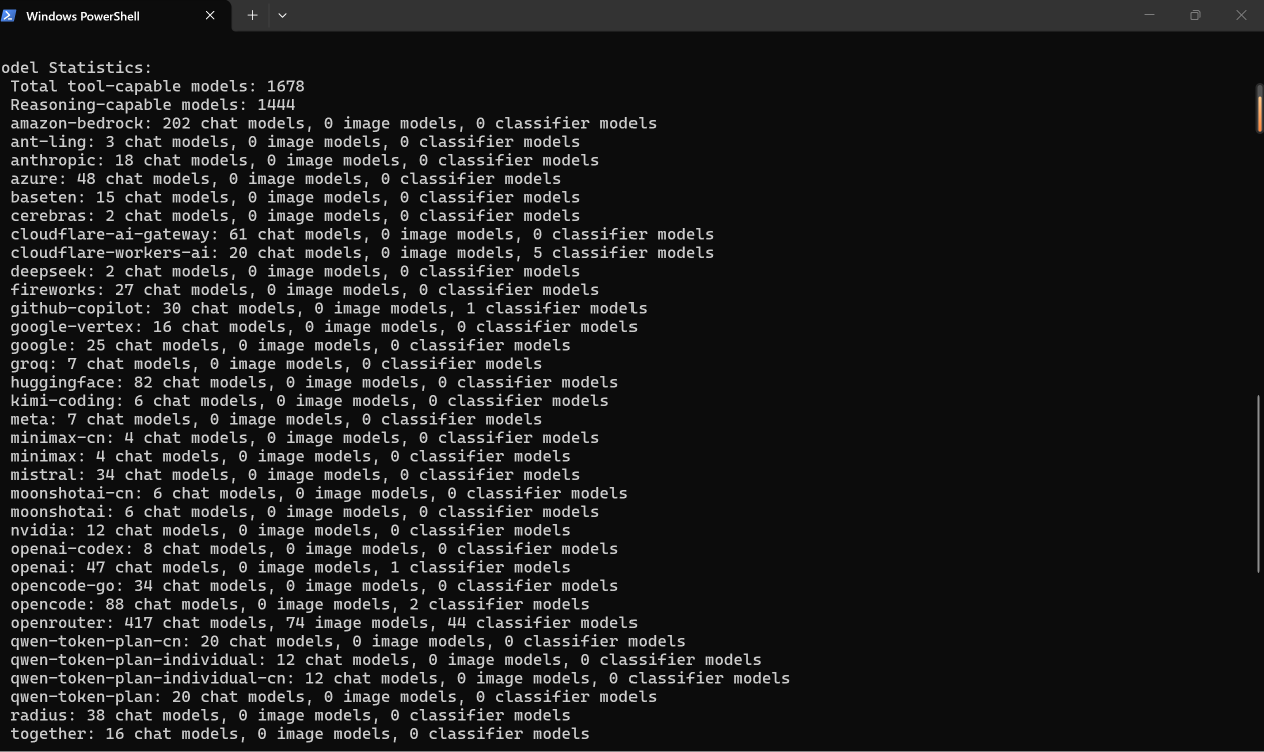 Windows PowerShell
odel Statistics:
Total tool-capable models: 1678
Reasoning-capable models: 1444
amazon-bedrock: 202 chat models, 0 image models, 0 classifier models
ant-ling: 3 chat models, 0 image models, 0 classifier models
anthropic: 18 chat models, 0 image models, 0 classifier models
azure: 48 chat models, 0 image models, 0 classifier models
baseten: 15 chat models, 0 image models, 0 classifier models
cerebras: 2 chat models, 0 image models, 0 classifier models
cloudflare-ai-gateway: 61 chat models, 0 image models, 0 classifier models
cloudflare-workers-ai: 20 chat models, 0 image models, 5 classifier models
deepseek: 2 chat models, 0 image models, 0 classifier models
fireworks: 27 chat models, 0 image models, 0 classifier models
github-copilot: 30 chat models, 0 image models, 1 classifier models
google-vertex: 16 chat models, 0 image models, 0 classifier models
google: 25 chat models, 0 image models, 0 classifier models
groq: 7 chat models, 0 image models, 0 classifier models
huggingface: 82 chat models, 0 image models, 0 classifier models
kimi-coding: 6 chat models, 0 image models, 0 classifier models
meta: 7 chat models, 0 image models, 0 classifier models
minimax-cn: 4 chat models, 0 image models, 0 classifier models
minimax: 4 chat models, 0 image models, 0 classifier models
mistral: 34 chat models, 0 image models, 0 classifier models
moonshotai-cn: 6 chat models, 0 image models, 0 classifier models
moonshotai: 6 chat models, 0 image models, 0 classifier models
nvidia: 12 chat models, 0 image models, 0 classifier models
openai-codex: 8 chat models, 0 image models, 0 classifier models
openai: 47 chat models, 0 image models, 1 classifier models
opencode-go: 34 chat models, 0 image models, 0 classifier models
opencode: 88 chat models, 0 image models, 2 classifier models
openrouter: 417 chat models, 74 image models, 44 classifier models
qwen-token-plan-cn: 20 chat models, 0 image models, 0 classifier models
qwen-token-plan-individual: 12 chat models, 0 image models, 0 classifier models
qwen-token-plan-individual-cn: 12 chat models, 0 image models, 0 classifier models
qwen-token-plan: 20 chat models, 0 image models, 0 classifier models
radius: 38 chat models, 0 image models, 0 classifier models
together: 16 chat models, 0 image models, 0 classifier models